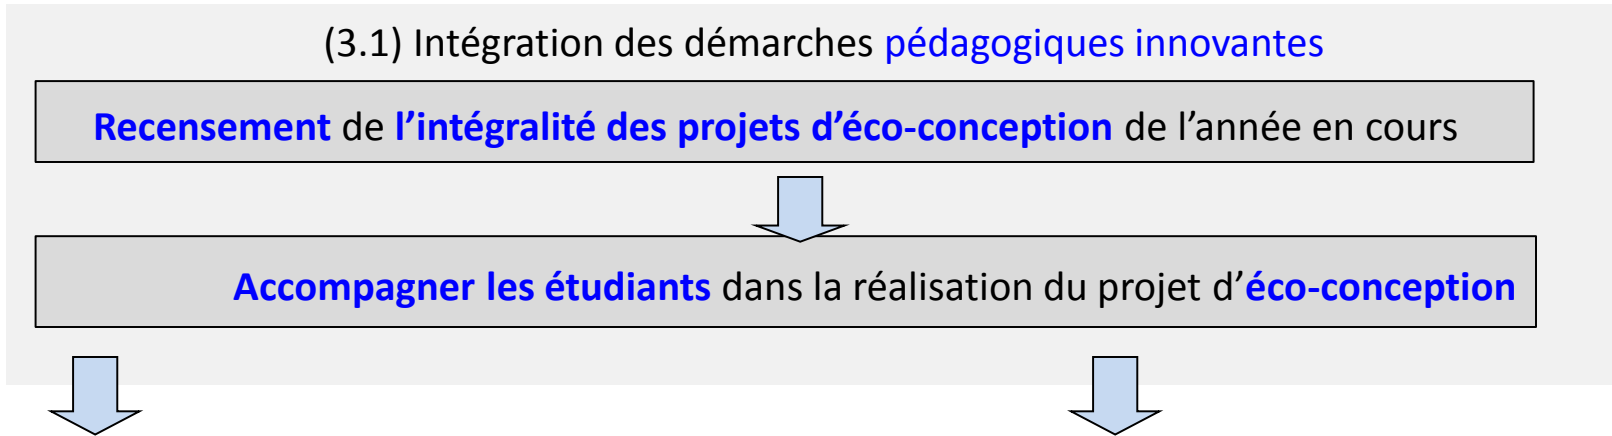 (3.1) Intégration des démarches pédagogiques innovantes
Recensement de l’intégralité des projets d’éco-conception de l’année en cours
Accompagner les étudiants dans la réalisation du projet d’éco-conception